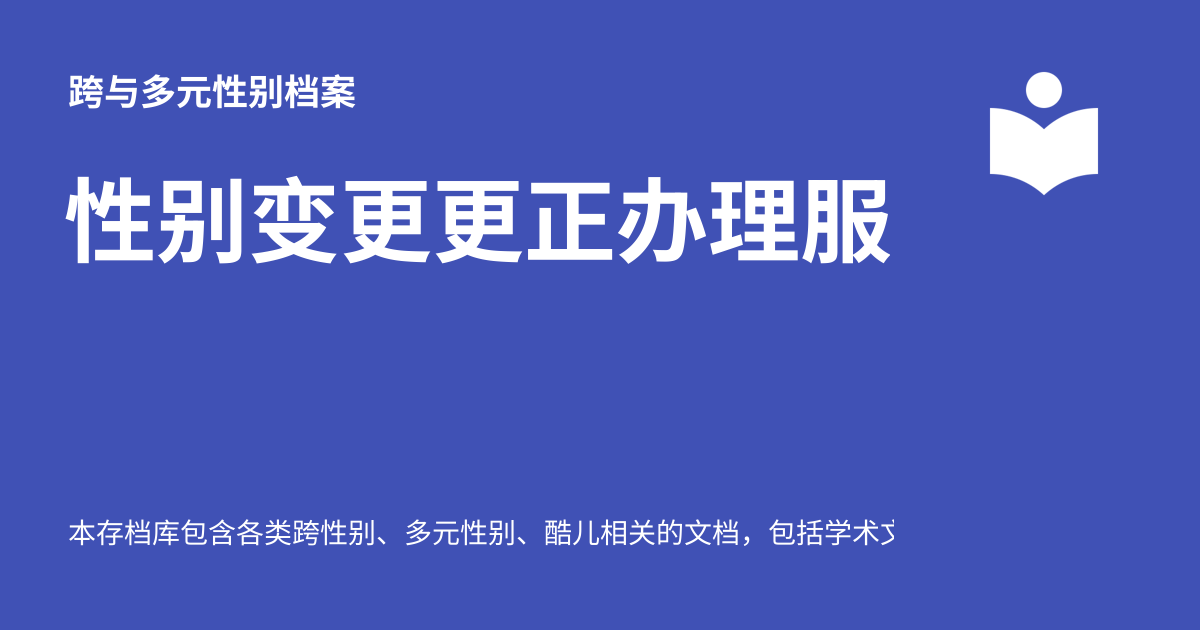 跨与多元性别档案
性别变更更正办理服
本存档库包含各类跨性别、多元性别、酷儿相关的文档，包括学术